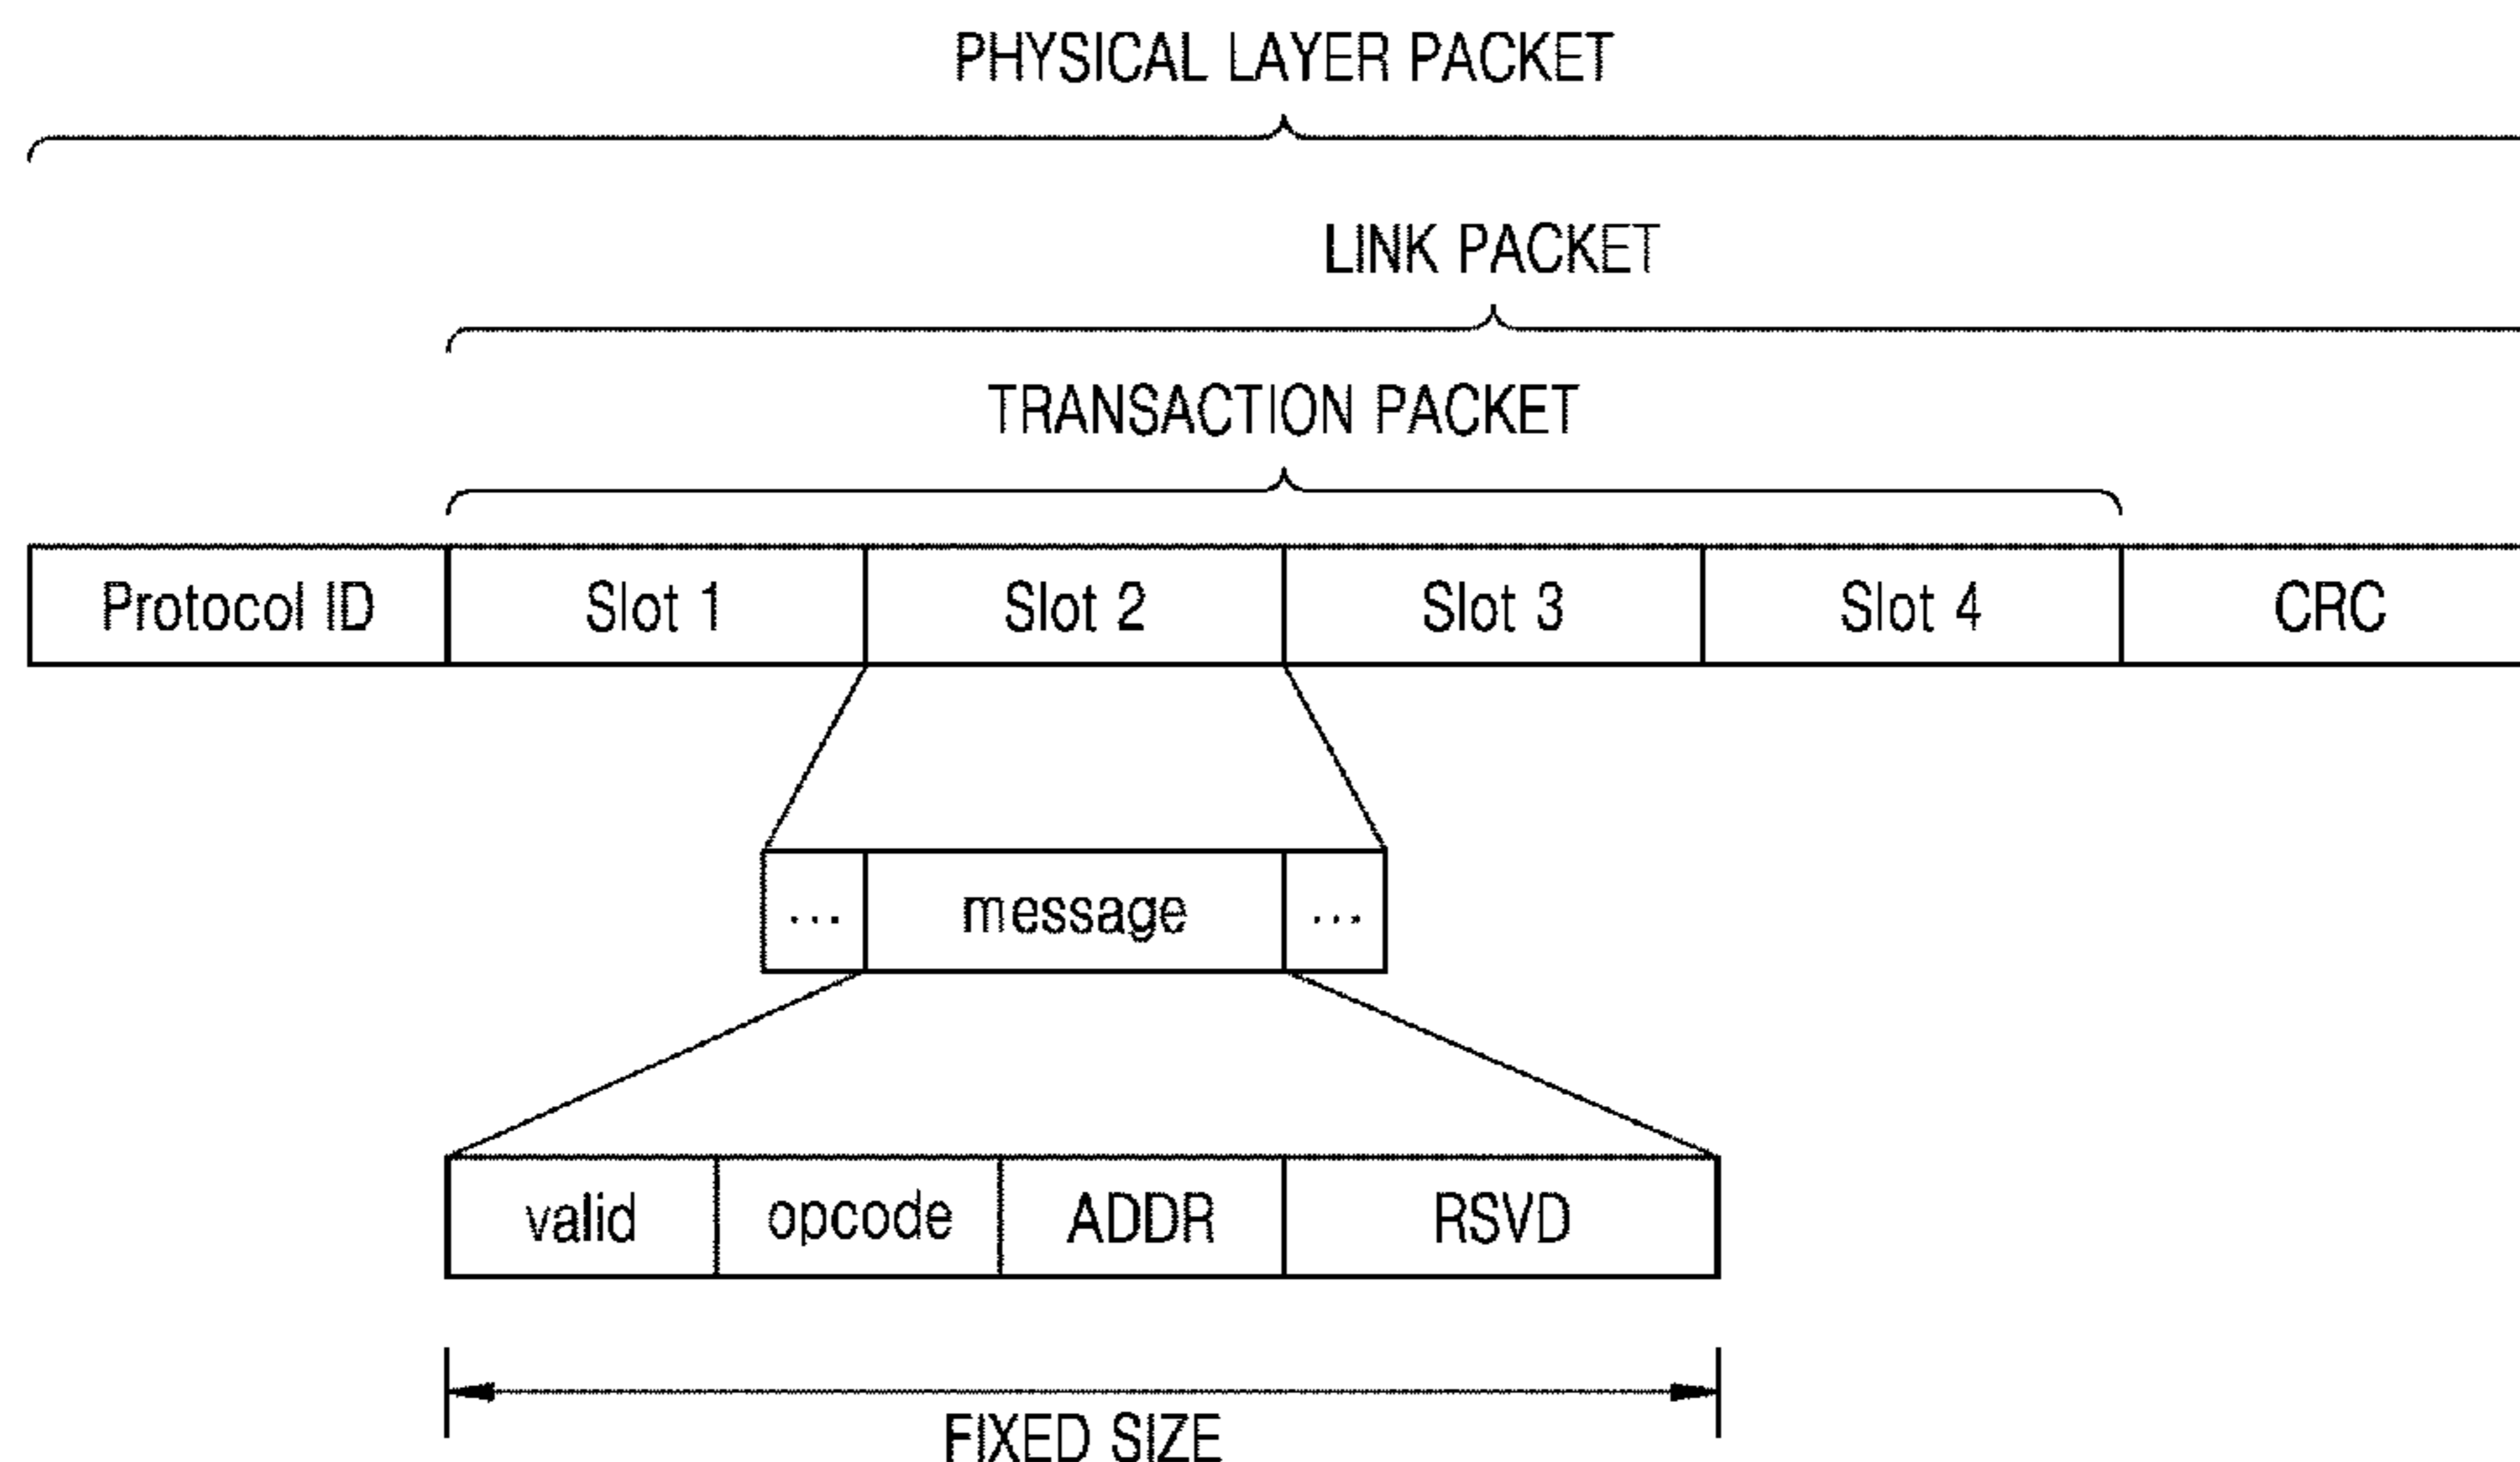 PHYSICAL LAYER PACKET
LINK PACKET
TRANSACTION PACKET
Protocol ID Slot 1 Slot 2 Slot 3 Slot 4 CRC
... message ...
valid opcode ADDR RSVD
FIXED SIZE